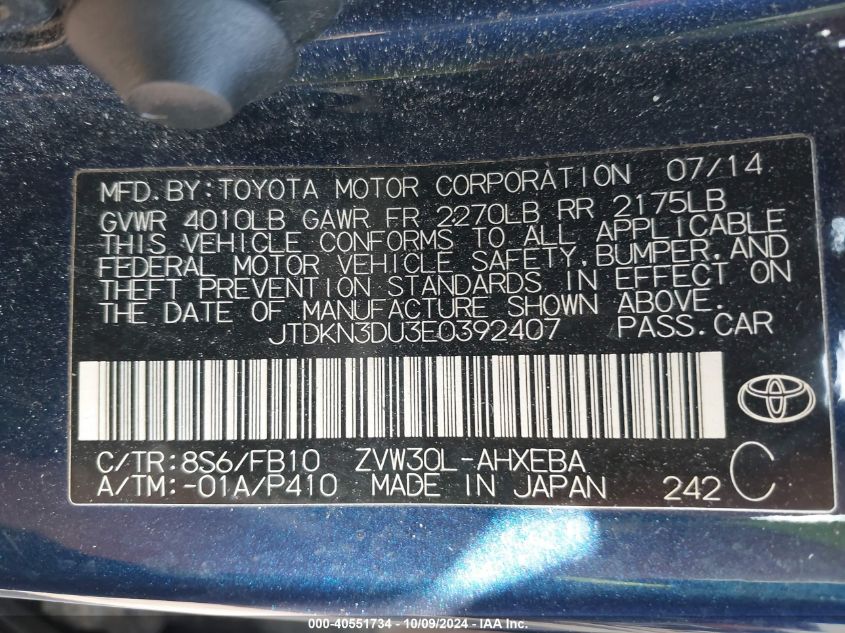 MFD. BY: TOYOTA MOTOR CORPORATION 07/14
GVWR 4010LB GAWR FR 2270LB RR 2175LB
THIS VEHICLE CONFORMS TO ALL APPLICABLE
FEDERAL MOTOR VEHICLE SAFETY, BUMPER, AND
THEFT PREVENTION STANDARDS IN EFFECT ON
THE DATE OF MANUFACTURE SHOWN ABOVE.
JTDKN3DU3E0392407 PASS. CAR
C/TR: 8S6/FB10 ZVW30L-AHXEBA
A/TM: -01A/P410 MADE IN JAPAN 242 C
000-40551734 - 10/09/2024 - IAA Inc.